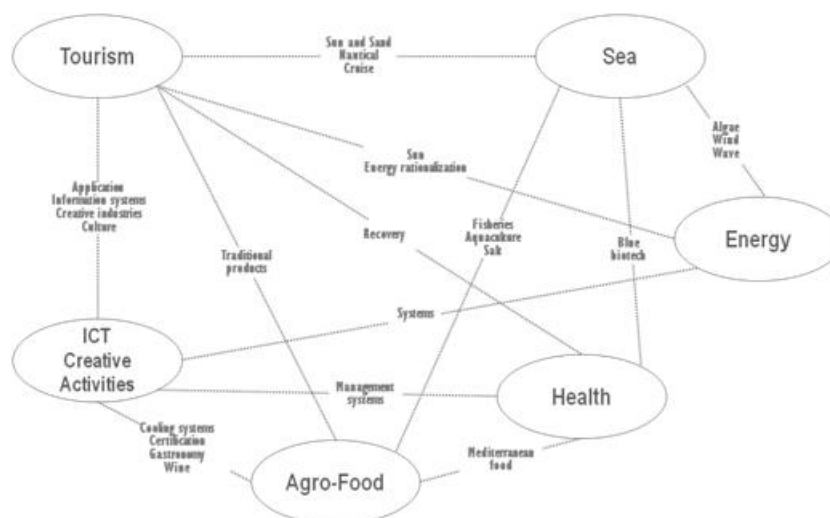 Tourism
Sun and Sand
Nautical
Cruise
Sea
Algae
Wind
Wave
Sun
Energy rationalization
Application
Information systems
Creative industries
Culture
Recovery
Fisheries
Aquaculure
Salt
Blue
biotech
Energy
Traditional
products
Systems
ICT
Creative
Activities
Management
systems
Health
Cooling systems
Certification
Gastronomy
Wine
Mediterranean
food
Agro-Food